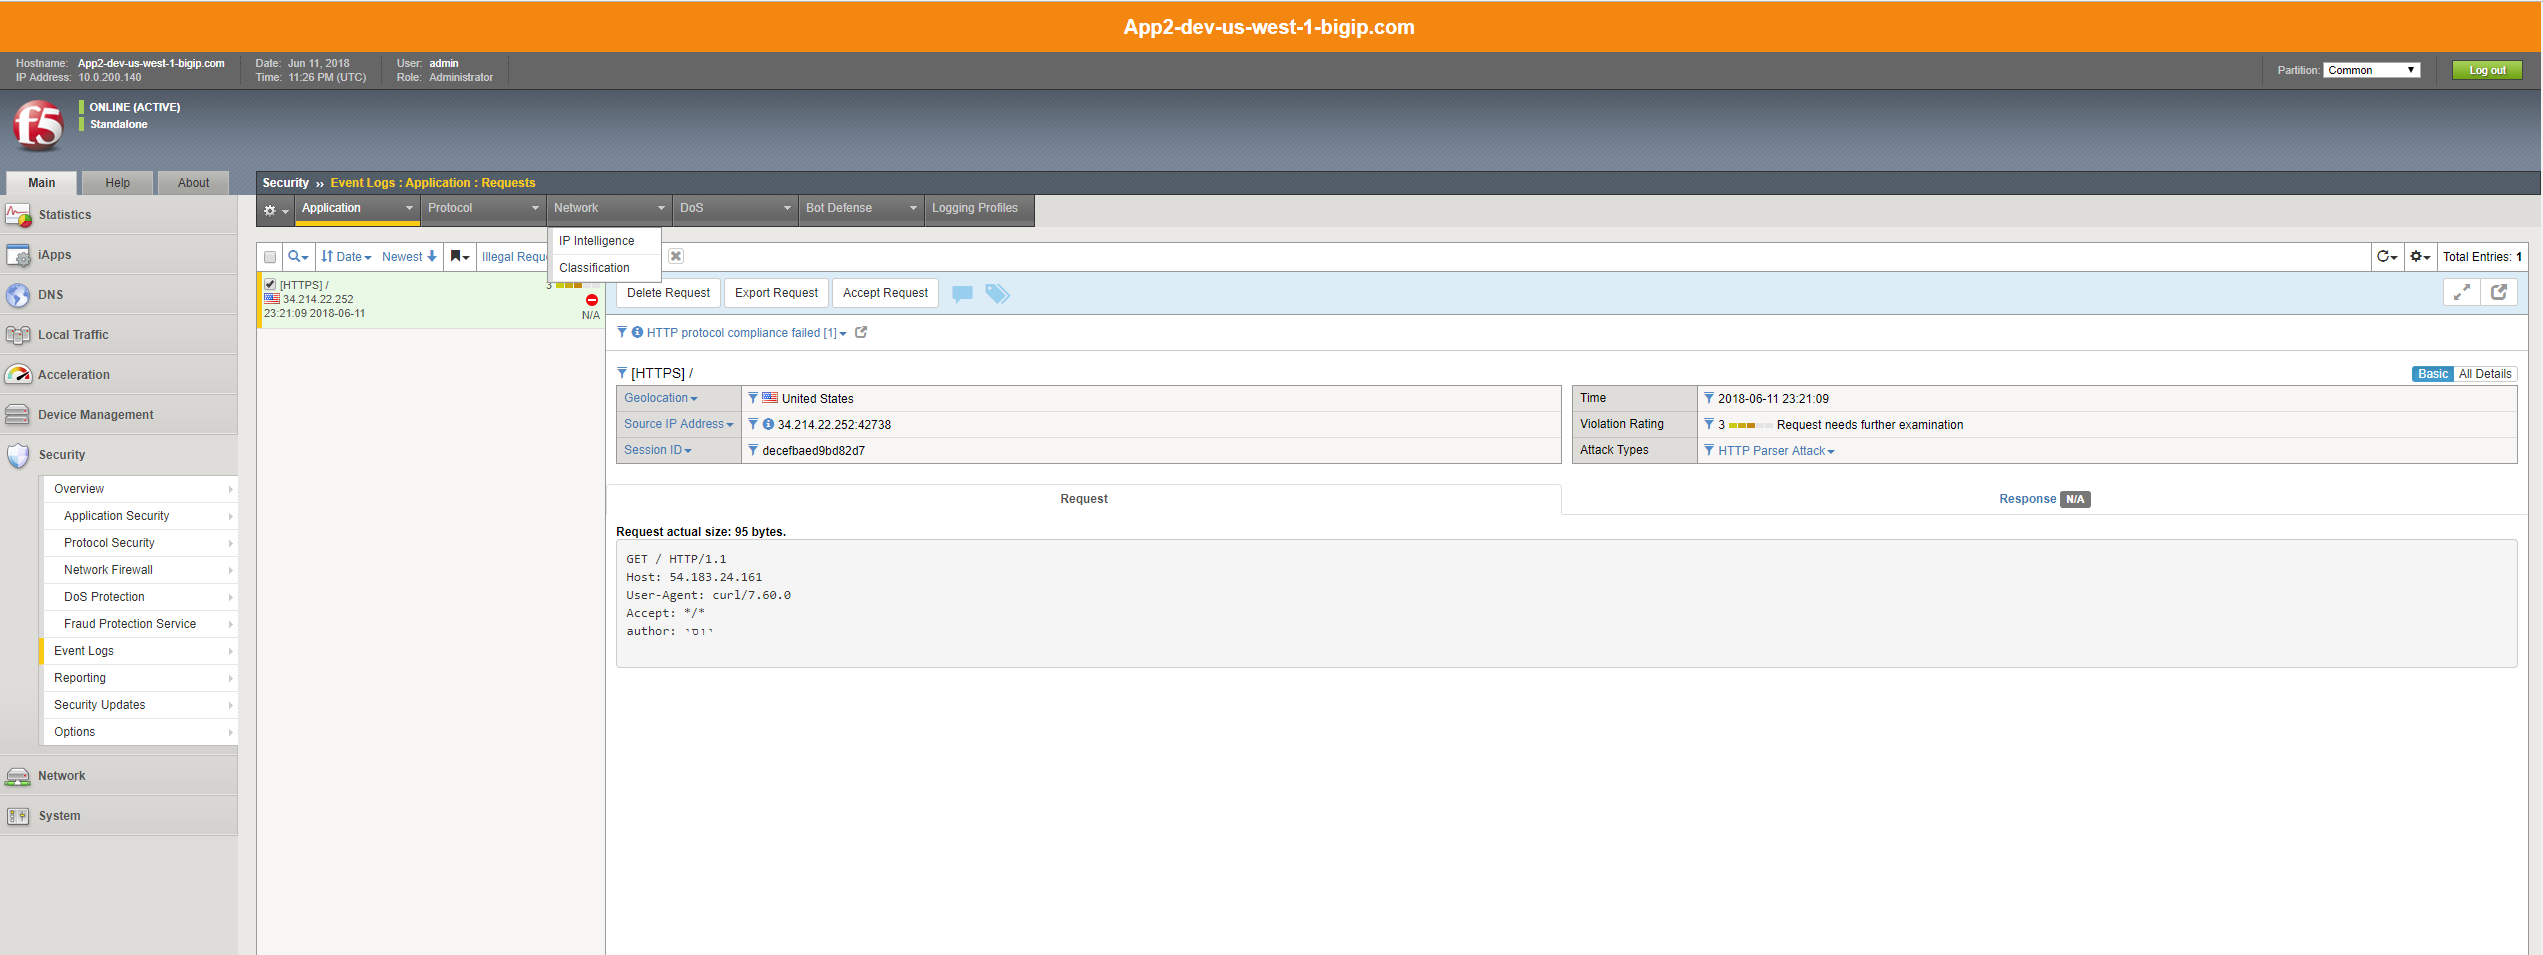 App2-dev-us-west-1-bigip.com
Hostname: App2-dev-us-west-1-bigip.com
IP Address: 10.0.200.140
Date: Jun 11, 2018
Time: 11:26 PM (UTC)
User: admin
Role: Administrator
Partition: Common
Log out
f5
ONLINE (ACTIVE)
Standalone
Main
Help
About
Security ›› Event Logs : Application : Requests
Application
Protocol
Network
DoS
Bot Defense
Logging Profiles
IP Intelligence
Classification
Statistics
iApps
DNS
Local Traffic
Acceleration
Device Management
Security
Overview
Application Security
Protocol Security
Network Firewall
DoS Protection
Fraud Protection Service
Event Logs
Reporting
Security Updates
Options
Network
System
Date
Newest
Illegal Requ
Total Entries: 1
[HTTPS] /
3
34.214.22.252
23:21:09 2018-06-11
N/A
Delete Request
Export Request
Accept Request
HTTP protocol compliance failed [1]
[HTTPS] /
Basic
All Details
Geolocation
United States
Source IP Address
34.214.22.252:42738
Session ID
decefbaed9bd82d7
Time
2018-06-11 23:21:09
Violation Rating
3 Request needs further examination
Attack Types
HTTP Parser Attack
Request
Response N/A
Request actual size: 95 bytes.
GET / HTTP/1.1
Host: 54.183.24.161
User-Agent: curl/7.60.0
Accept: */*
author: יוסי